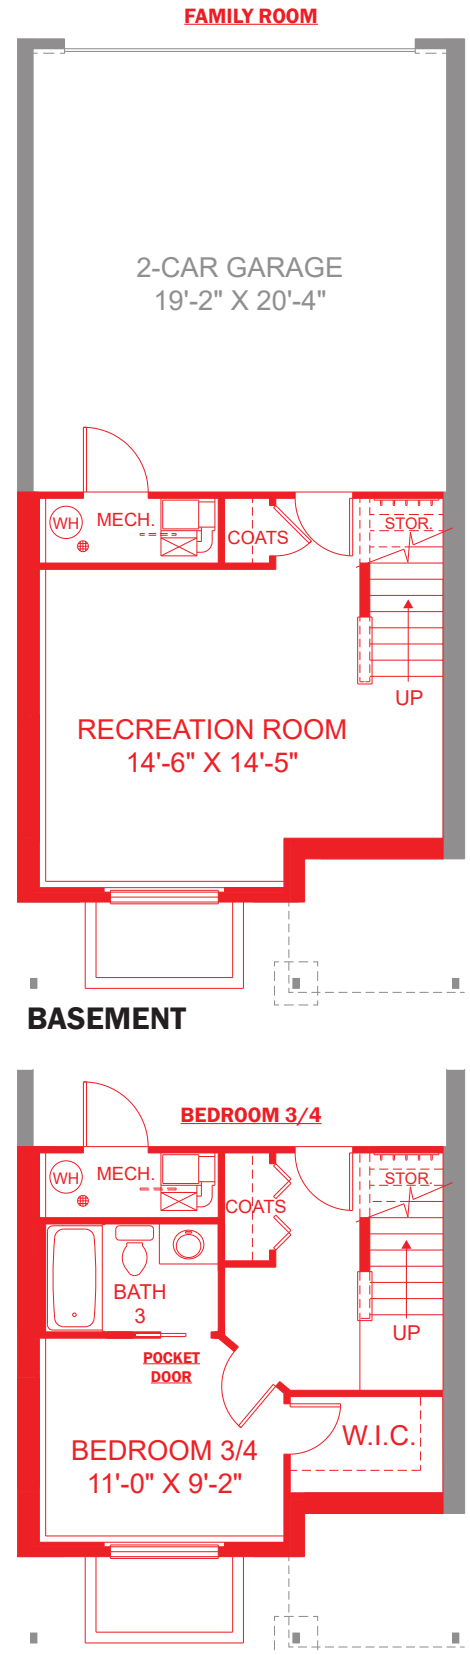 FAMILY ROOM
2-CAR GARAGE
19'-2" X 20'-4"
WH
MECH.
COATS
STOR.
UP
RECREATION ROOM
14'-6" X 14'-5"
BASEMENT
BEDROOM 3/4
WH
MECH.
COATS
STOR.
BATH
3
UP
POCKET
DOOR
W.I.C.
BEDROOM 3/4
11'-0" X 9'-2"